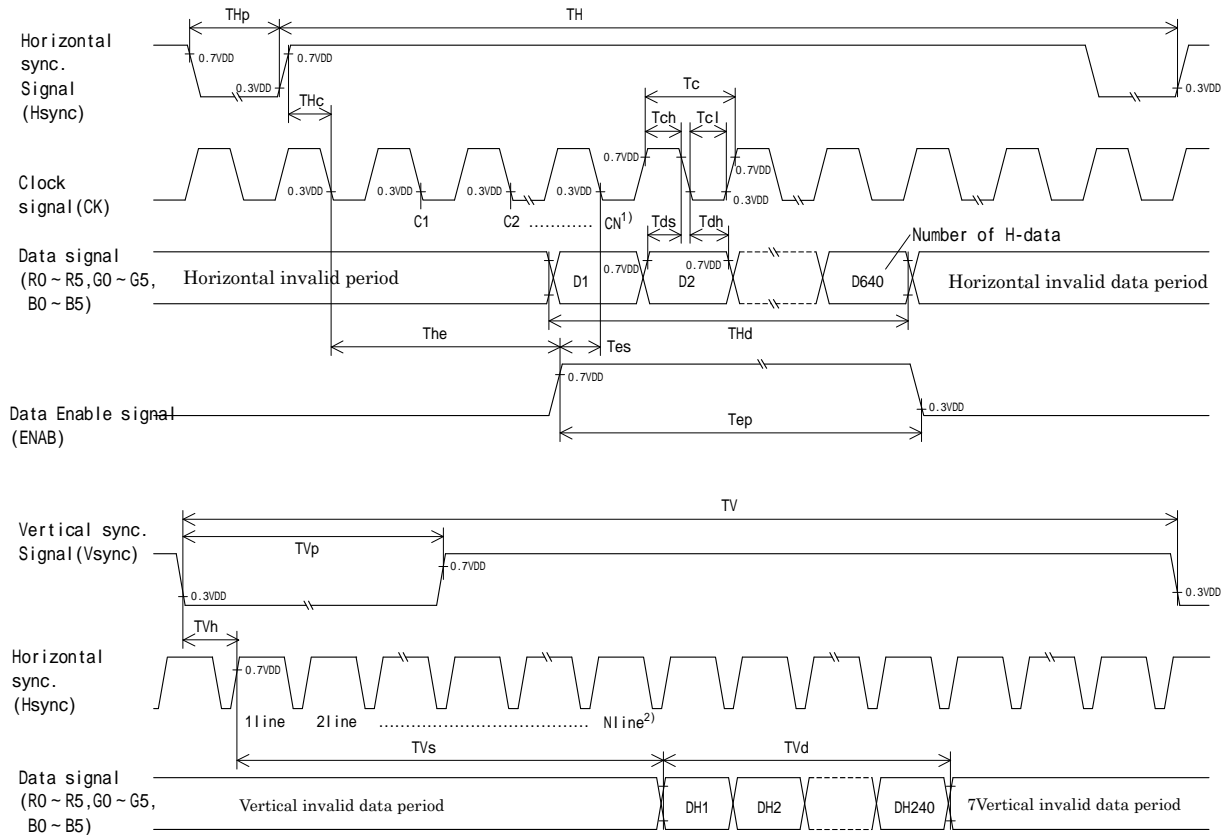 THp TH
Horizontal
sync.
Signal
(Hsync)
0.7VDD 0.7VDD
0.3VDD 0.3VDD
THc Tc
Tch Tcl
Clock
signal(CK)
0.7VDD 0.7VDD
0.3VDD 0.3VDD 0.3VDD 0.3VDD 0.3VDD
C1 C2 ............ CN1)
Tds Tdh
Number of H-data
Data signal
(R0~R5,G0~G5,
B0~B5)
Horizontal invalid period
0.7VDD 0.7VDD
D1 D2 D640
Horizontal invalid data period
THd
The Tes
0.7VDD
Data Enable signal
(ENAB)
0.3VDD
Tep
TV
Vertical sync.
Signal(Vsync)
TVp
0.7VDD
0.3VDD 0.3VDD
TVh
Horizontal
sync.
(Hsync)
0.7VDD
1line 2line ..................................... Nline2)
TVs TVd
Data signal
(R0~R5,G0~G5,
B0~B5)
Vertical invalid data period
DH1 DH2 DH240
7Vertical invalid data period